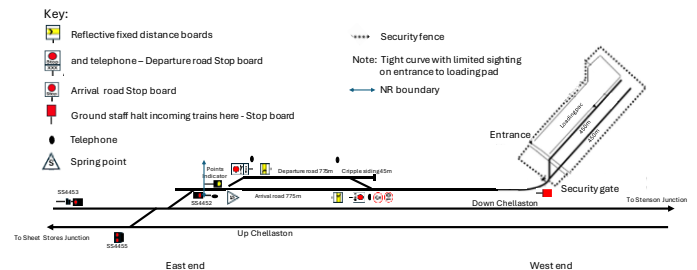 Key:
Reflective fixed distance boards
and telephone – Departure road Stop board
Arrival road Stop board
Ground staff halt incoming trains here - Stop board
Telephone
Spring point
Security fence
Note: Tight curve with limited sighting
on entrance to loading pad
NR boundary
Entrance
Loading pad
450m
450m
Security gate
Points
Indicator
Departure road 775m
Cripple siding 45m
SS4453
SS4452
Arrival road 775m
Down Chellaston
To Stenson Junction
To Sheet Stores Junction
SS4455
Up Chellaston
East end
West end